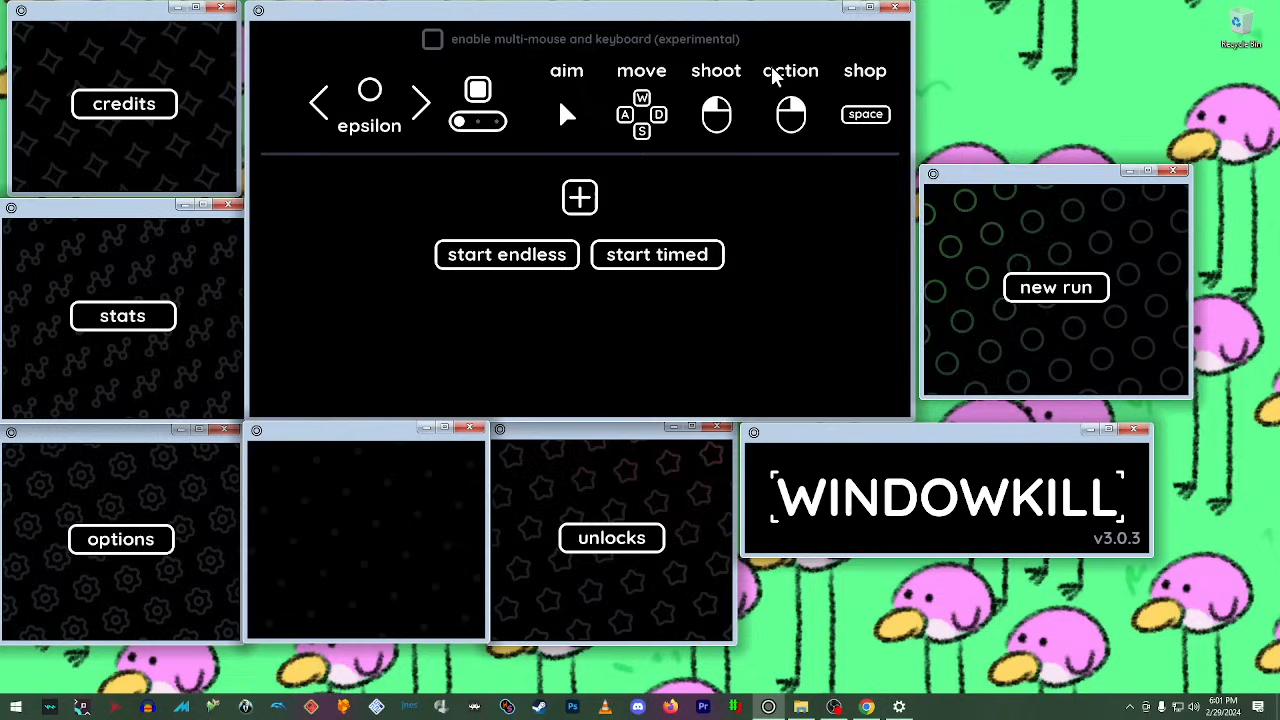 credits
enable multi-mouse and keyboard (experimental)
aim move shoot action shop
epsilon
W
A D
S
space
start endless start timed
new run
stats
options
unlocks
WINDOWKILL
v3.0.3
Recycle Bin
6:01 PM
2/29/2024